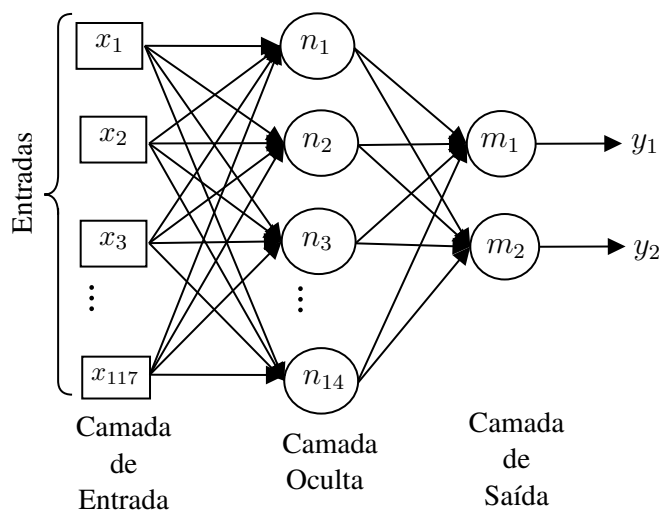 Entradas
x1
x2
x3
...
x117
n1
n2
n3
...
n14
m1
m2
y1
y2
Camada
de
Entrada
Camada
Oculta
Camada
de
Saída